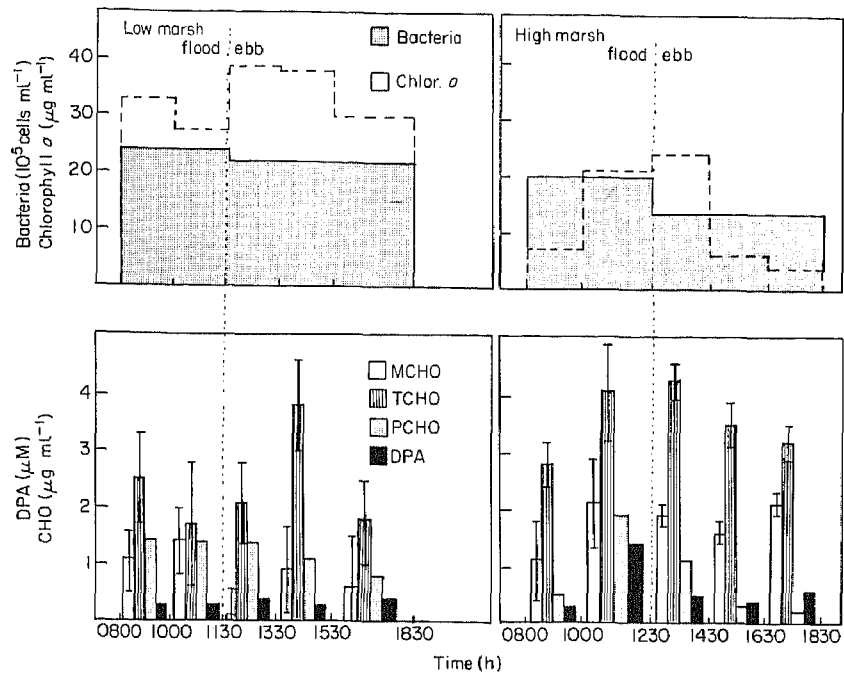 Low marsh
flood ebb
Bacteria
Chlor. a
High marsh
flood ebb
Bacteria (10⁵ cells ml⁻¹)
Chlorophyll a (µg ml⁻¹)
40
30
20
10
MCHO
TCHO
PCHO
DPA
DPA (µM)
CHO (µg ml⁻¹)
4
3
2
1
0800 1000 1130 1330 1530 1830
0800 1000 1230 1430 1630 1830
Time (h)